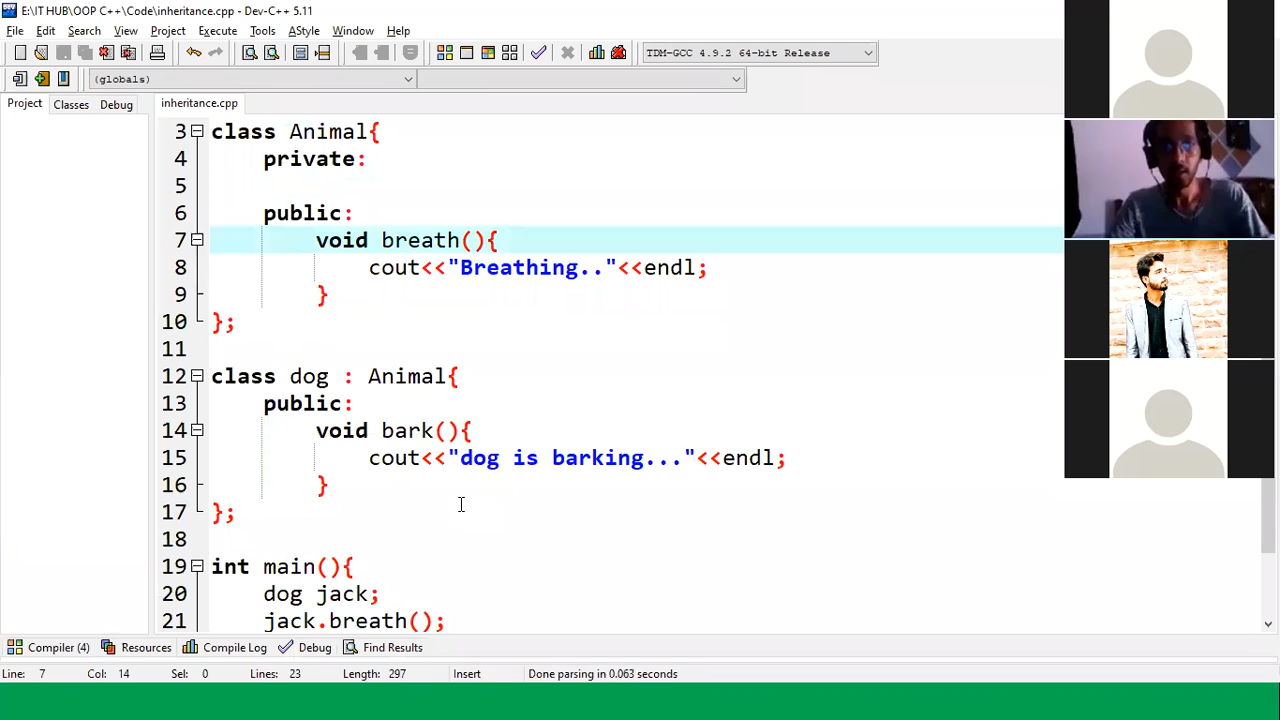 E:\IT HUB\OOP C++\Code\inheritance.cpp - Dev-C++ 5.11
File Edit Search View Project Execute Tools AStyle Window Help
TDM-GCC 4.9.2 64-bit Release
(globals)
Project Classes Debug inheritance.cpp
3 class Animal{
4 private:
5
6 public:
7 void breath(){
8 cout<<"Breathing.."<<endl;
9 }
10 };
11
12 class dog : Animal{
13 public:
14 void bark(){
15 cout<<"dog is barking..."<<endl;
16 }
17 };
18
19 int main(){
20 dog jack;
21 jack.breath();
Compiler (4) Resources Compile Log Debug Find Results
Line: 7 Col: 14 Sel: 0 Lines: 23 Length: 297 Insert Done parsing in 0.063 seconds